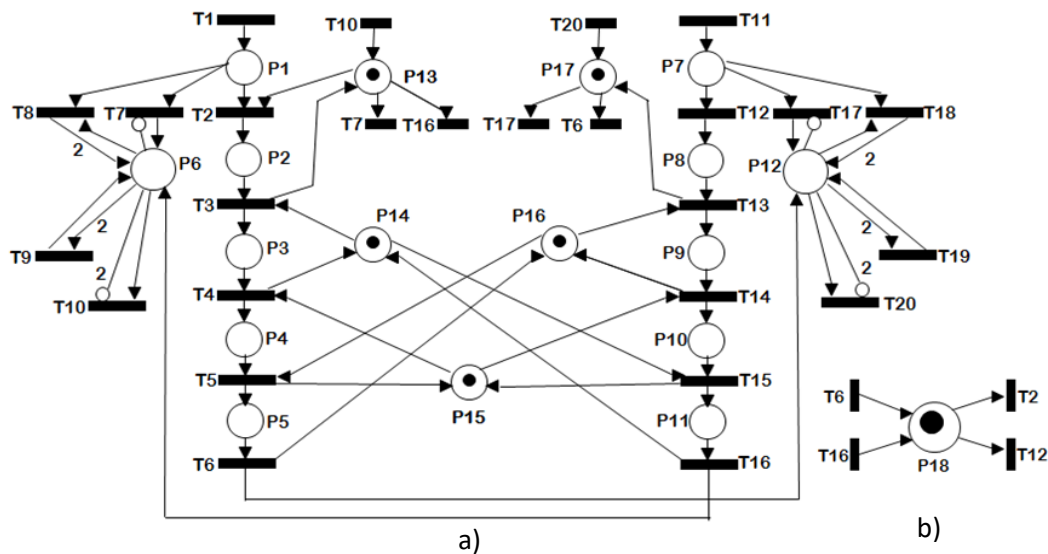 T1 T10 T20 T11
P1 P13 P17 P7
T8 T7 T2 T7 T16 T17 T6 T12 T17 T18
2 P6 P2 P8 P12 2
T3 P14 P16 T13
2 P3 P9 2
T9 T19
2 T4 T14 2
T10 T20
P4 P10
T5 T15
P15
P5 P11
T6 T16
T6 T2
T16 P18 T12
a) b)